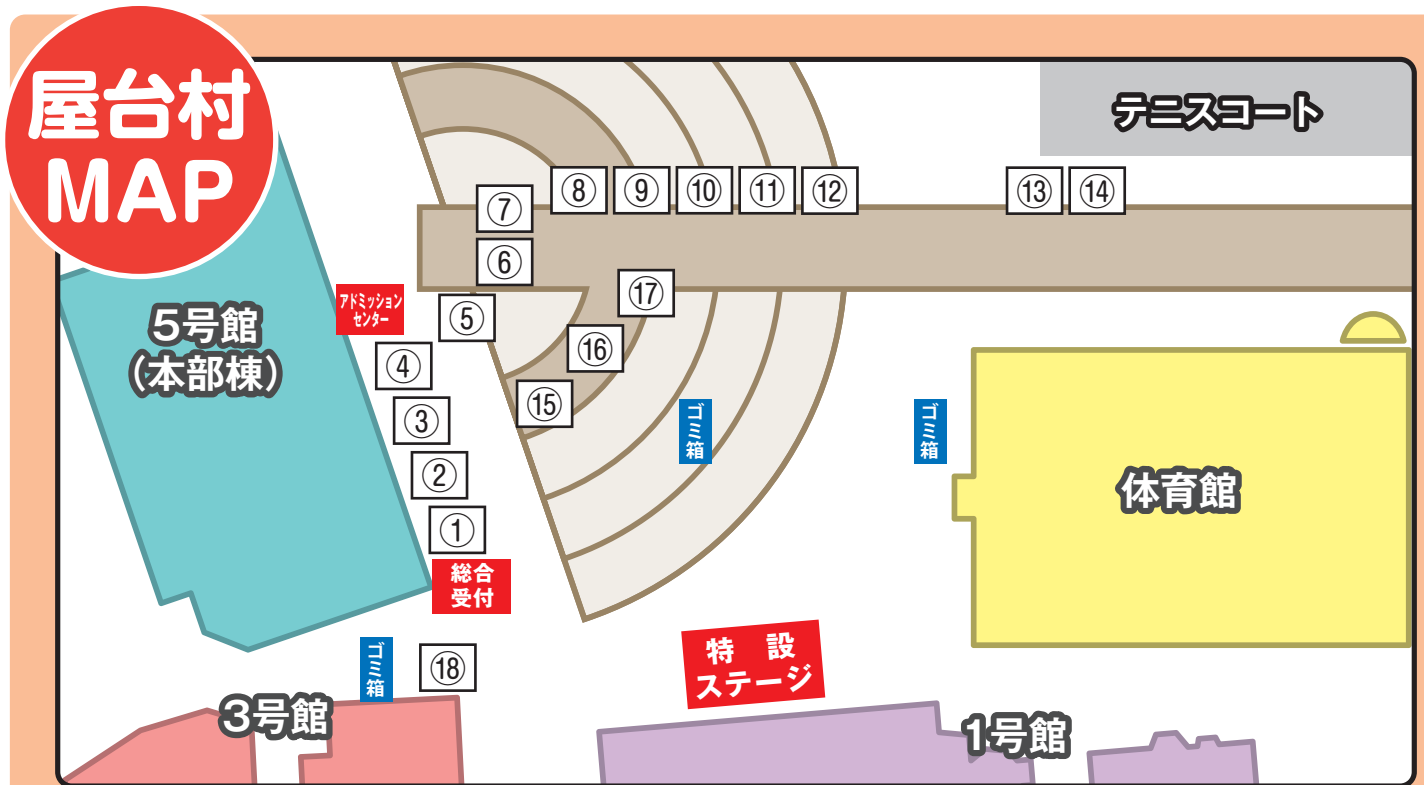 屋台村
MAP
テニスコート
⑧
⑨
⑩
⑪
⑫
⑬
⑭
⑦
⑥
アドミッション
センター
⑤
⑰
5号館
(本部棟)
④
⑯
③
⑮
ゴミ箱
ゴミ箱
②
体育館
①
総合
受付
ゴミ箱
⑱
特 設
ステージ
3号館
1号館